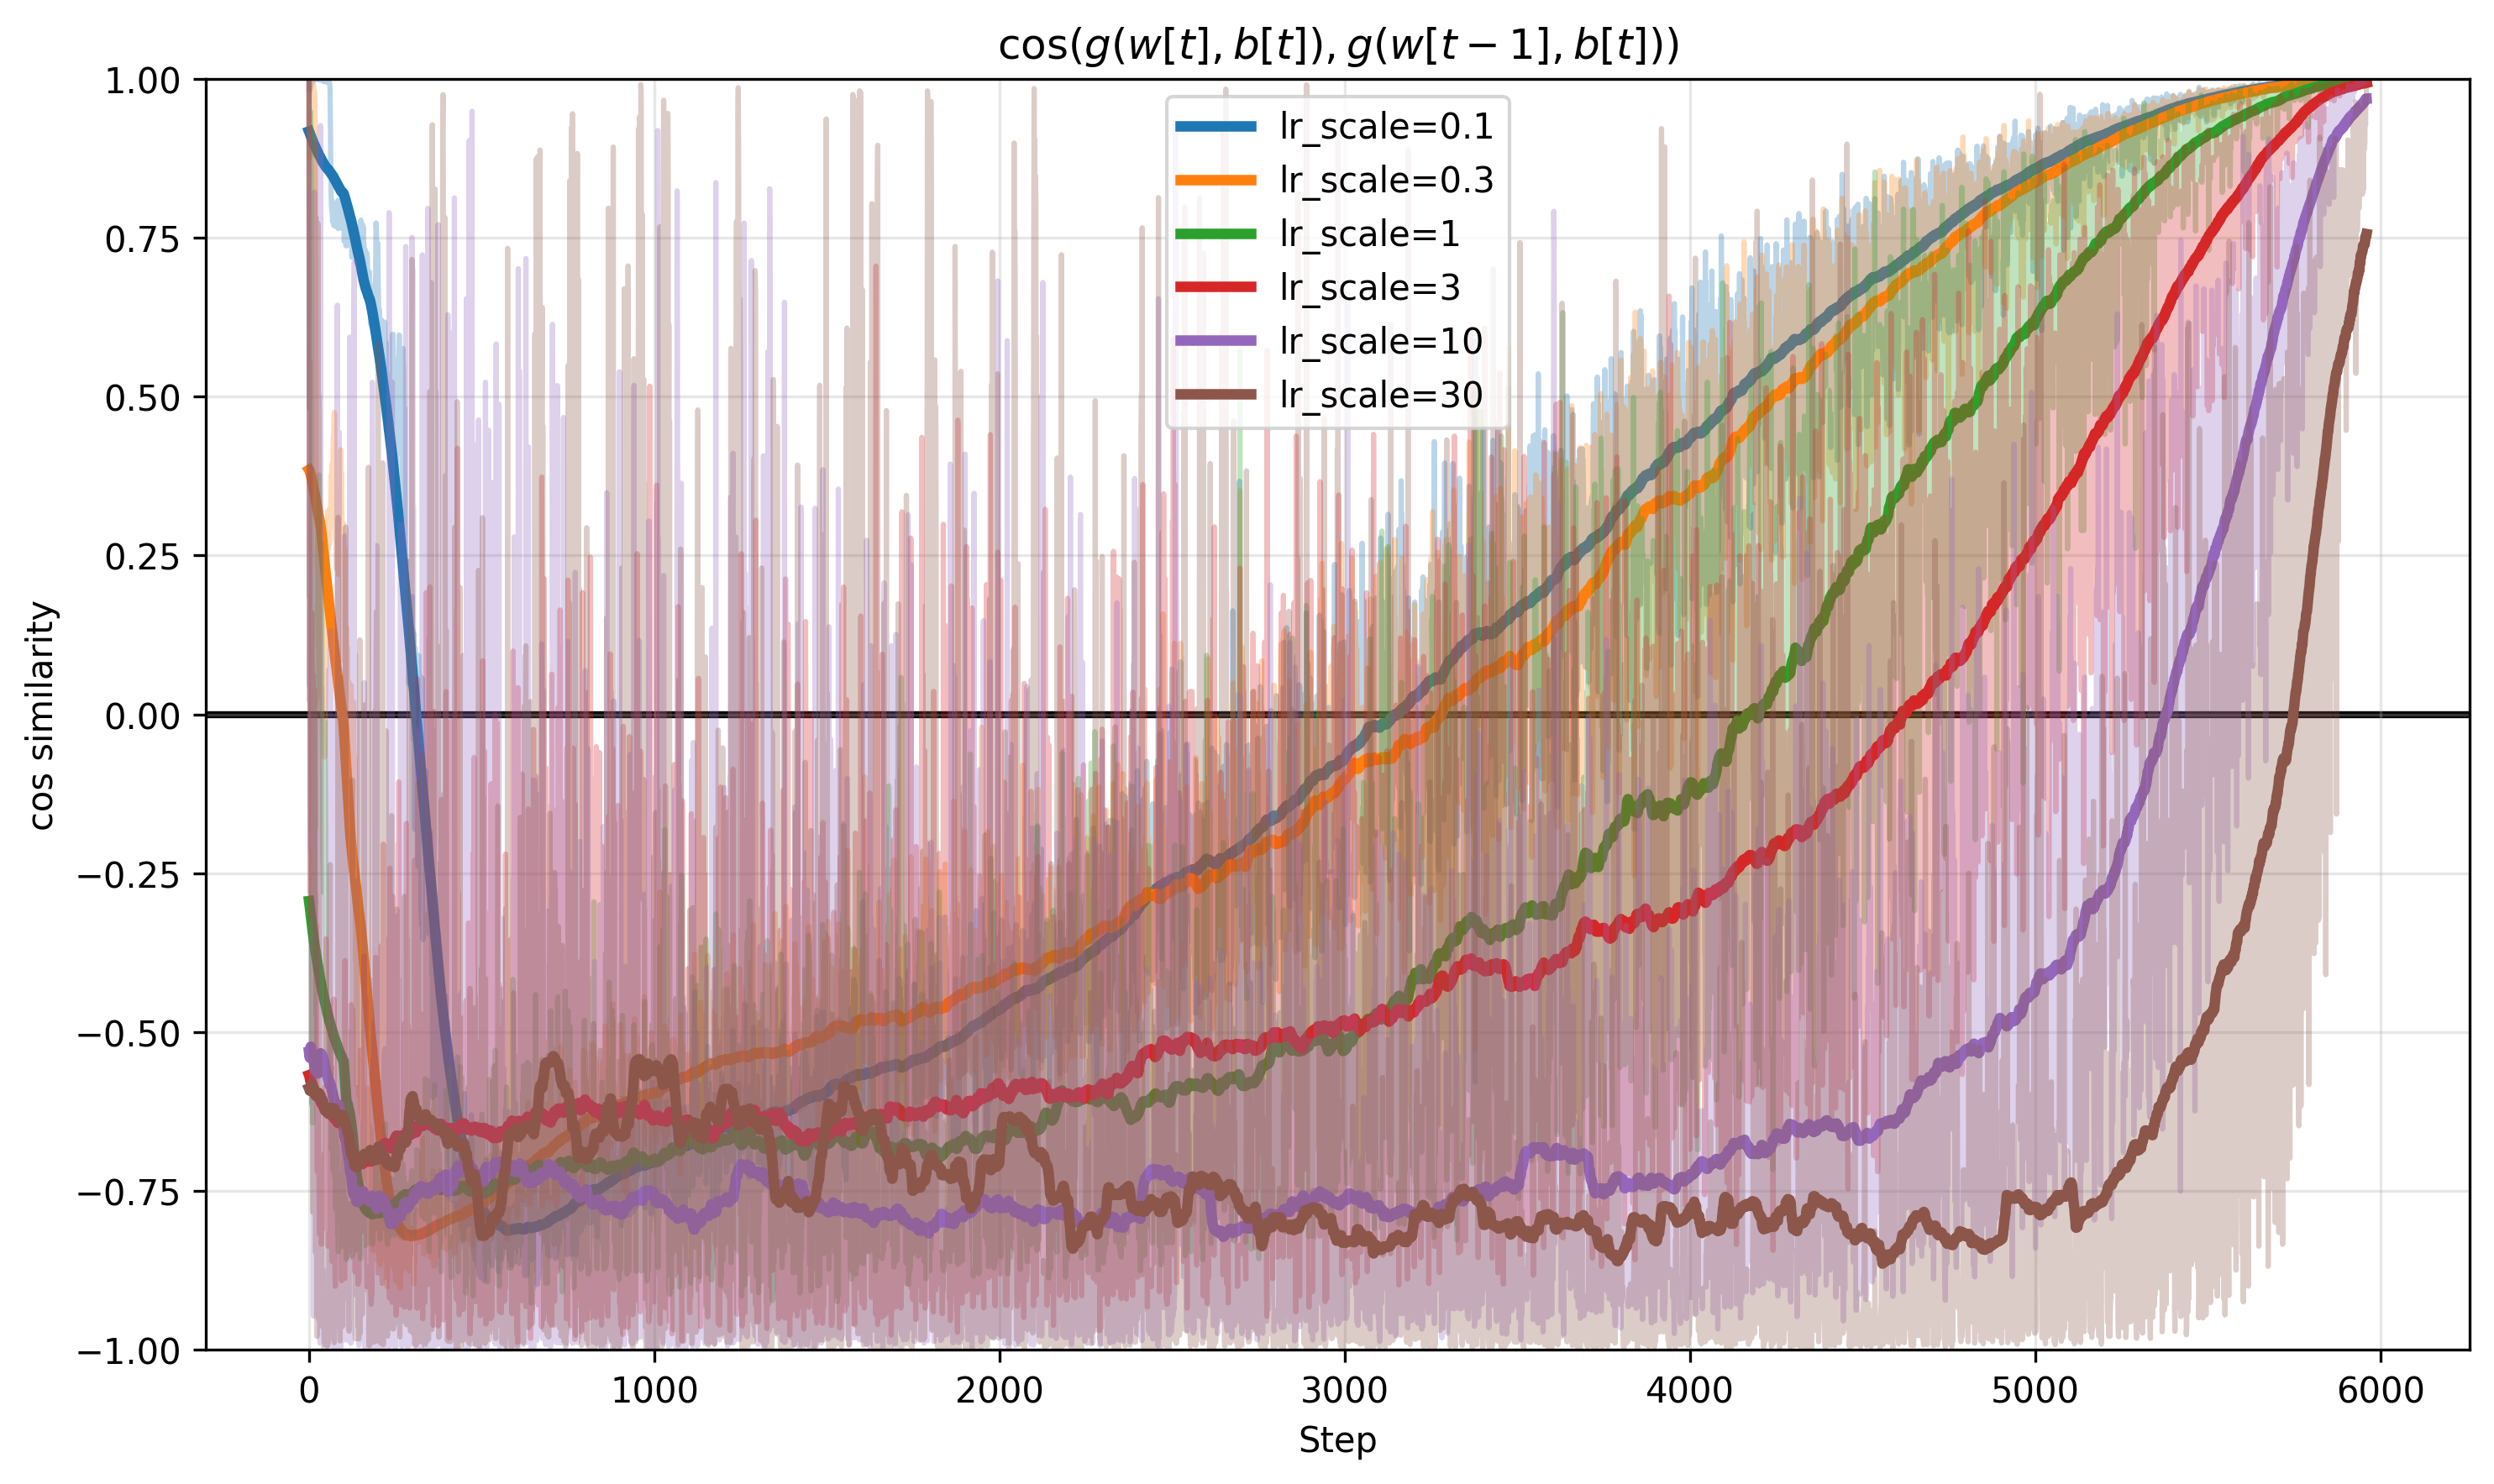 cos(g(w[t], b[t]), g(w[t − 1], b[t]))
1.00
0.75
0.50
0.25
0.00
−0.25
−0.50
−0.75
−1.00
cos similarity
lr_scale=0.1
lr_scale=0.3
lr_scale=1
lr_scale=3
lr_scale=10
lr_scale=30
0 1000 2000 3000 4000 5000 6000
Step